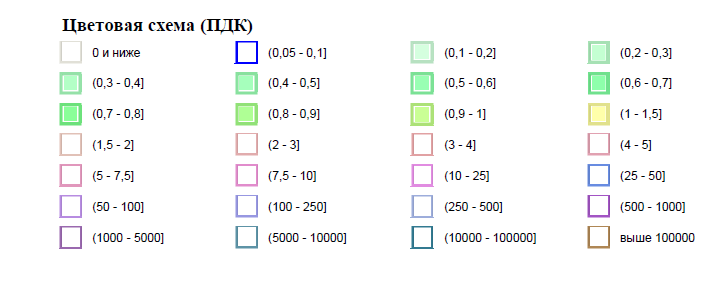 Цветовая схема (ПДК)
0 и ниже (0,05 - 0,1] (0,1 - 0,2] (0,2 - 0,3]
(0,3 - 0,4] (0,4 - 0,5] (0,5 - 0,6] (0,6 - 0,7]
(0,7 - 0,8] (0,8 - 0,9] (0,9 - 1] (1 - 1,5]
(1,5 - 2] (2 - 3] (3 - 4] (4 - 5]
(5 - 7,5] (7,5 - 10] (10 - 25] (25 - 50]
(50 - 100] (100 - 250] (250 - 500] (500 - 1000]
(1000 - 5000] (5000 - 10000] (10000 - 100000] выше 100000